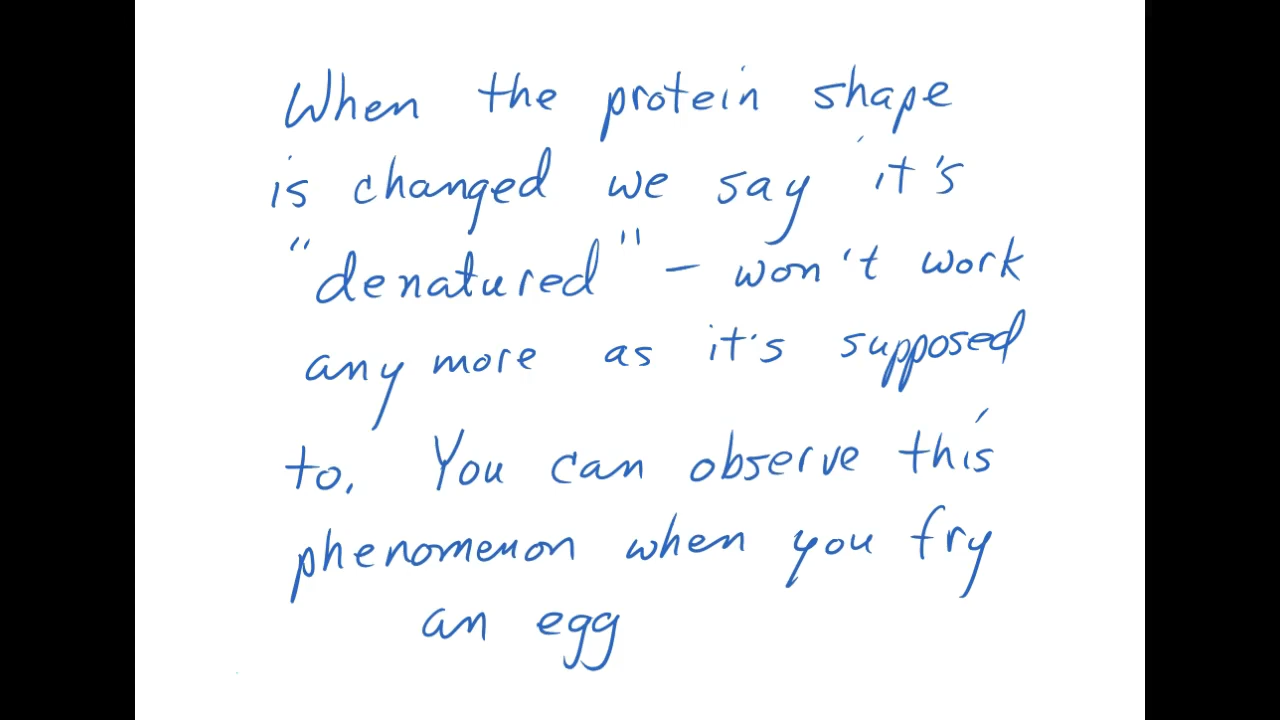 When the protein shape
is changed we say it's
"denatured" - won't work
any more as it's supposed
to. You can observe this
phenomenon when you fry
an egg